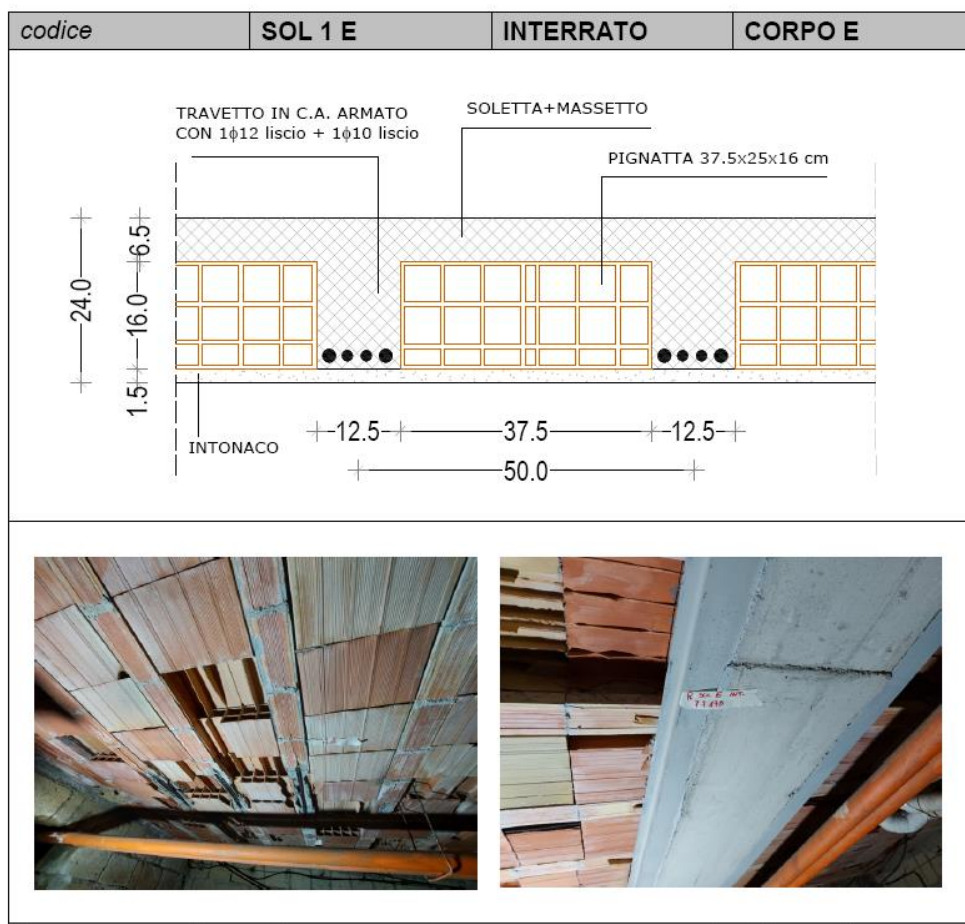 codice SOL 1 E INTERRATO CORPO E
TRAVETTO IN C.A. ARMATO
CON 1ϕ12 liscio + 1ϕ10 liscio
SOLETTA+MASSETTO
PIGNATTA 37.5x25x16 cm
24.0
6.5
16.0
1.5
INTONACO
12.5 37.5 12.5
50.0